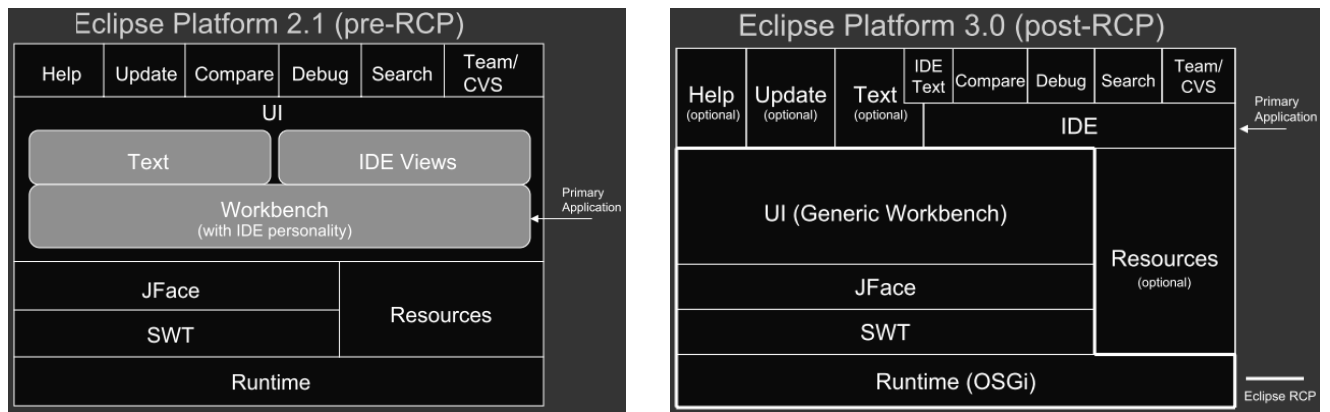 Eclipse Platform 2.1 (pre-RCP)
Help
Update
Compare
Debug
Search
Team/
CVS
UI
Text
IDE Views
Workbench
(with IDE personality)
Primary
Application
JFace
SWT
Resources
Runtime
Eclipse Platform 3.0 (post-RCP)
Help
(optional)
Update
(optional)
Text
(optional)
IDE
Text
Compare
Debug
Search
Team/
CVS
IDE
Primary
Application
UI (Generic Workbench)
Resources
(optional)
JFace
SWT
Runtime (OSGi)
Eclipse RCP